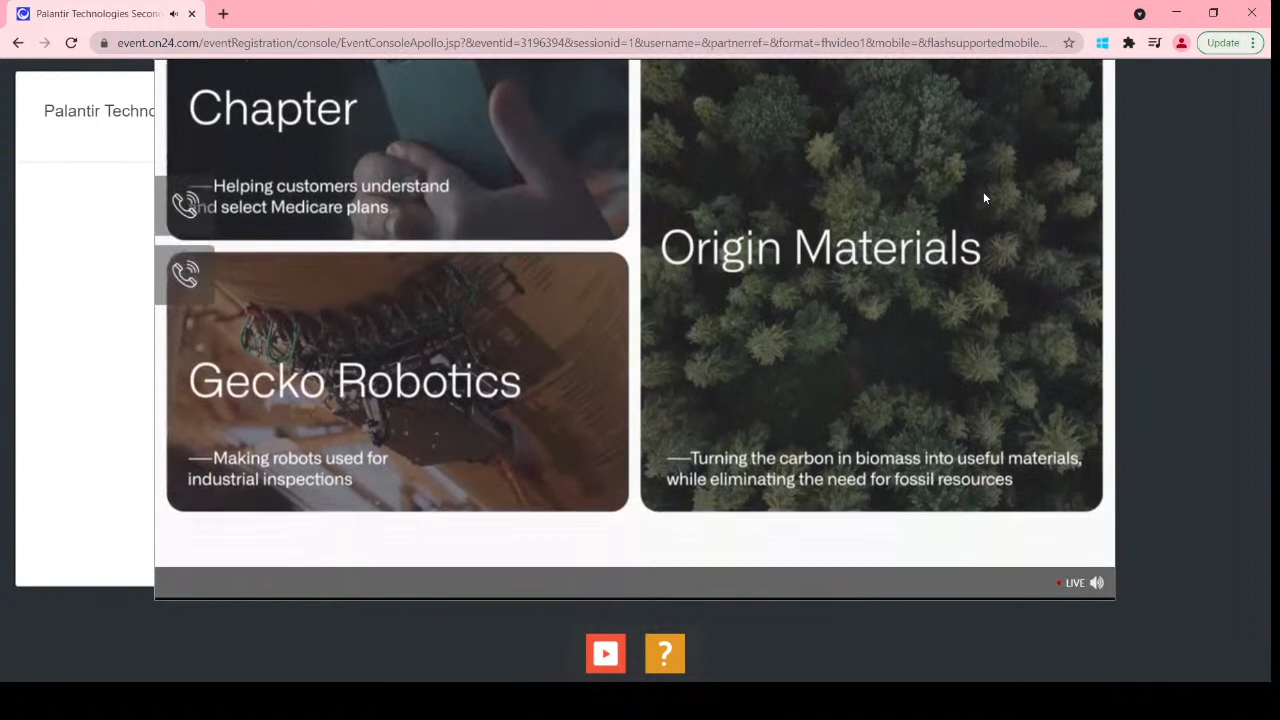 Palantir Technologies Secon
event.on24.com/eventRegistration/console/EventConsoleApollo.jsp?&eventid=3196394&sessionid=1&username=&partnerref=&format=fhvideo1&mobile=&flashsupportedmobile...
Update
Palantir Techno
Chapter
—Helping customers understand
and select Medicare plans
Gecko Robotics
—Making robots used for
industrial inspections
Origin Materials
—Turning the carbon in biomass into useful materials,
while eliminating the need for fossil resources
LIVE
?